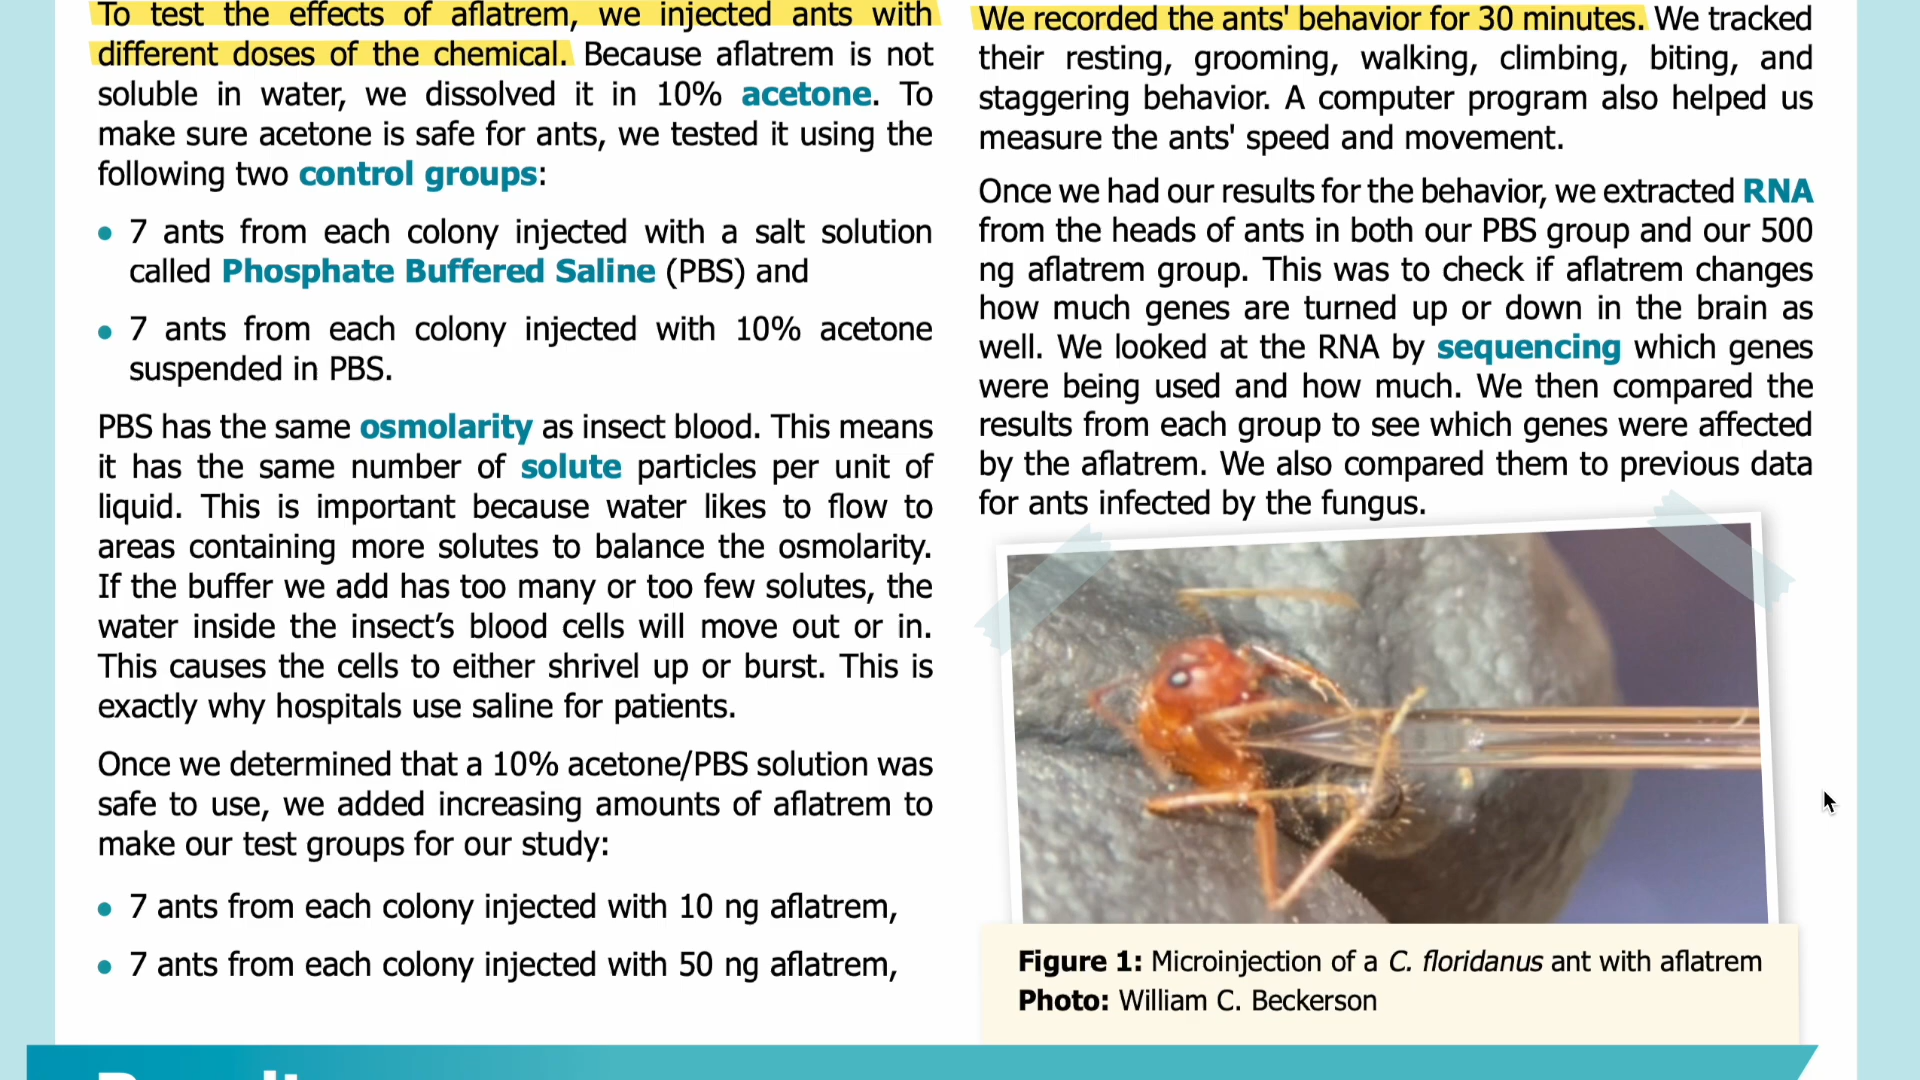 To test the effects of aflatrem, we injected ants with
different doses of the chemical. Because aflatrem is not
soluble in water, we dissolved it in 10% acetone. To
make sure acetone is safe for ants, we tested it using the
following two control groups:
• 7 ants from each colony injected with a salt solution
called Phosphate Buffered Saline (PBS) and
• 7 ants from each colony injected with 10% acetone
suspended in PBS.
PBS has the same osmolarity as insect blood. This means
it has the same number of solute particles per unit of
liquid. This is important because water likes to flow to
areas containing more solutes to balance the osmolarity.
If the buffer we add has too many or too few solutes, the
water inside the insect’s blood cells will move out or in.
This causes the cells to either shrivel up or burst. This is
exactly why hospitals use saline for patients.
Once we determined that a 10% acetone/PBS solution was
safe to use, we added increasing amounts of aflatrem to
make our test groups for our study:
• 7 ants from each colony injected with 10 ng aflatrem,
• 7 ants from each colony injected with 50 ng aflatrem,
We recorded the ants' behavior for 30 minutes. We tracked
their resting, grooming, walking, climbing, biting, and
staggering behavior. A computer program also helped us
measure the ants' speed and movement.
Once we had our results for the behavior, we extracted RNA
from the heads of ants in both our PBS group and our 500
ng aflatrem group. This was to check if aflatrem changes
how much genes are turned up or down in the brain as
well. We looked at the RNA by sequencing which genes
were being used and how much. We then compared the
results from each group to see which genes were affected
by the aflatrem. We also compared them to previous data
for ants infected by the fungus.
Figure 1: Microinjection of a C. floridanus ant with aflatrem
Photo: William C. Beckerson